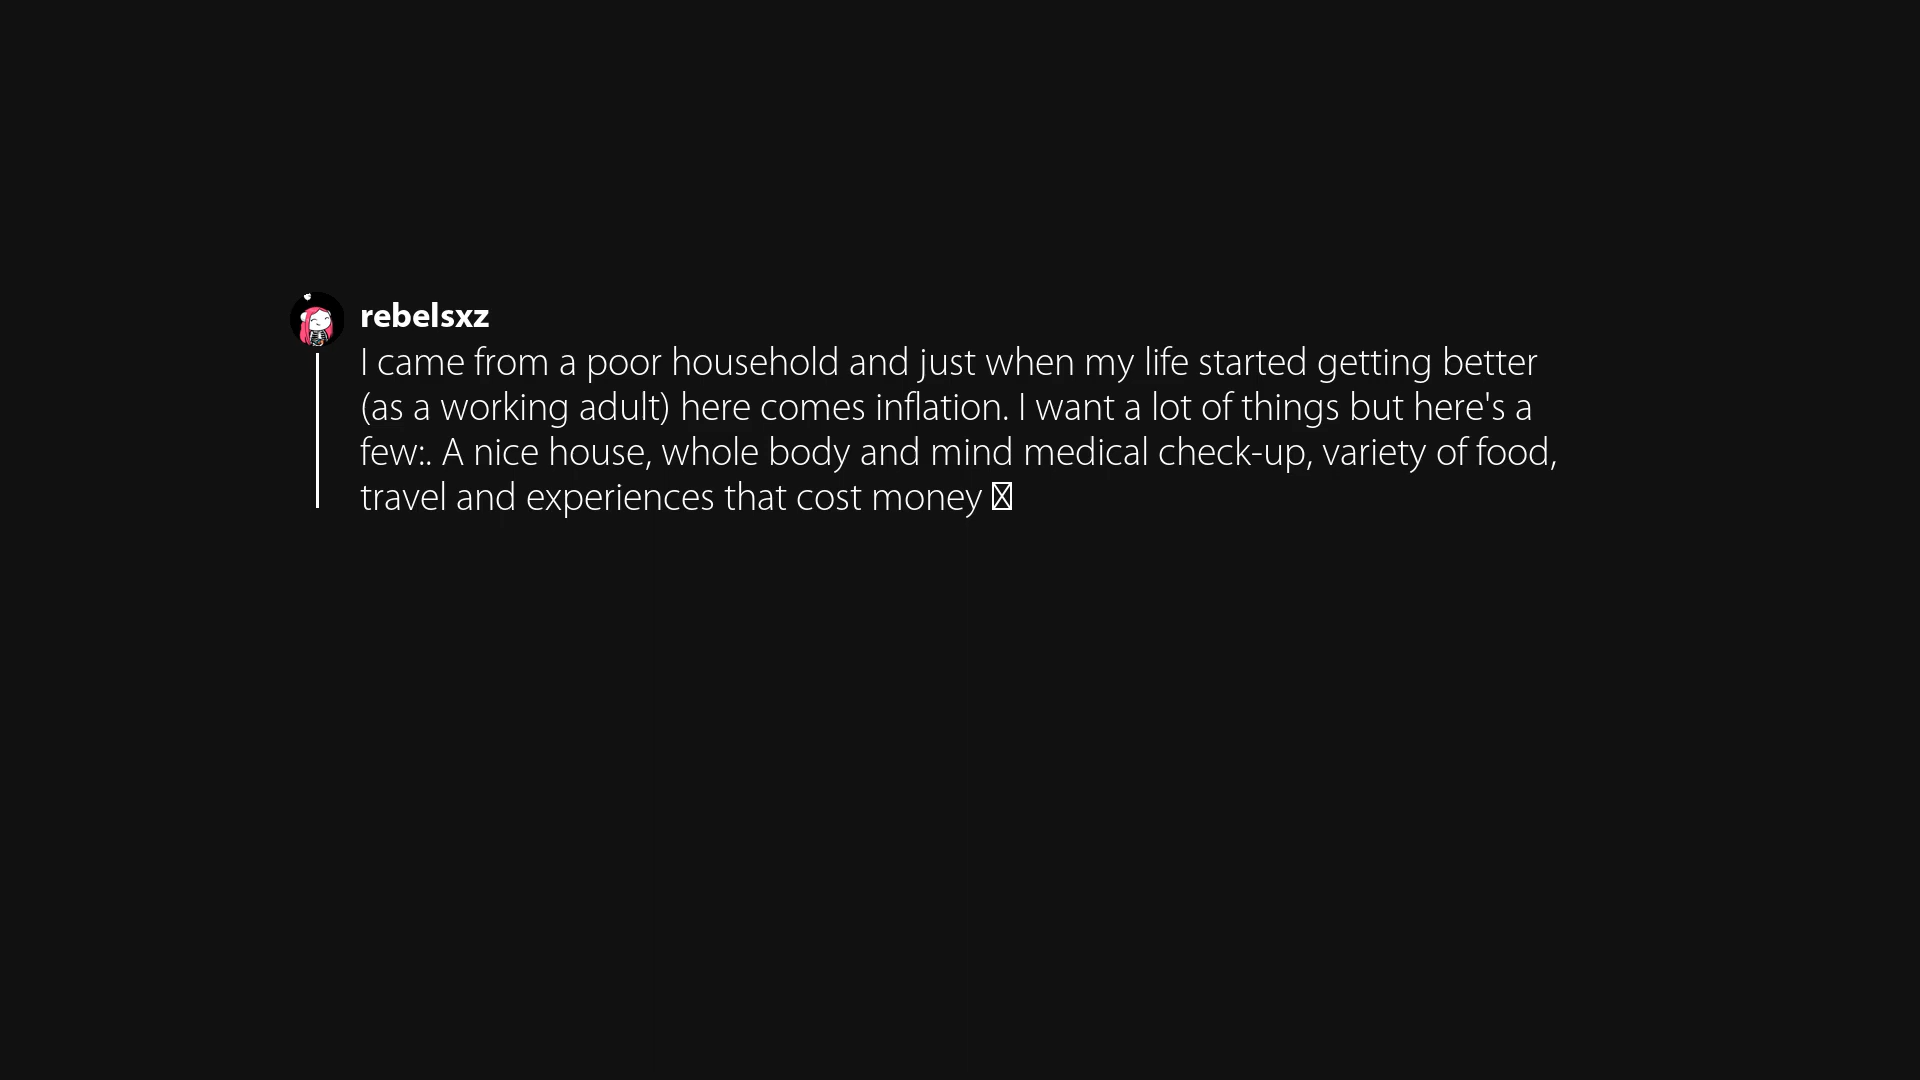 rebelsxz
I came from a poor household and just when my life started getting better
(as a working adult) here comes inflation. I want a lot of things but here's a
few:. A nice house, whole body and mind medical check-up, variety of food,
travel and experiences that cost money